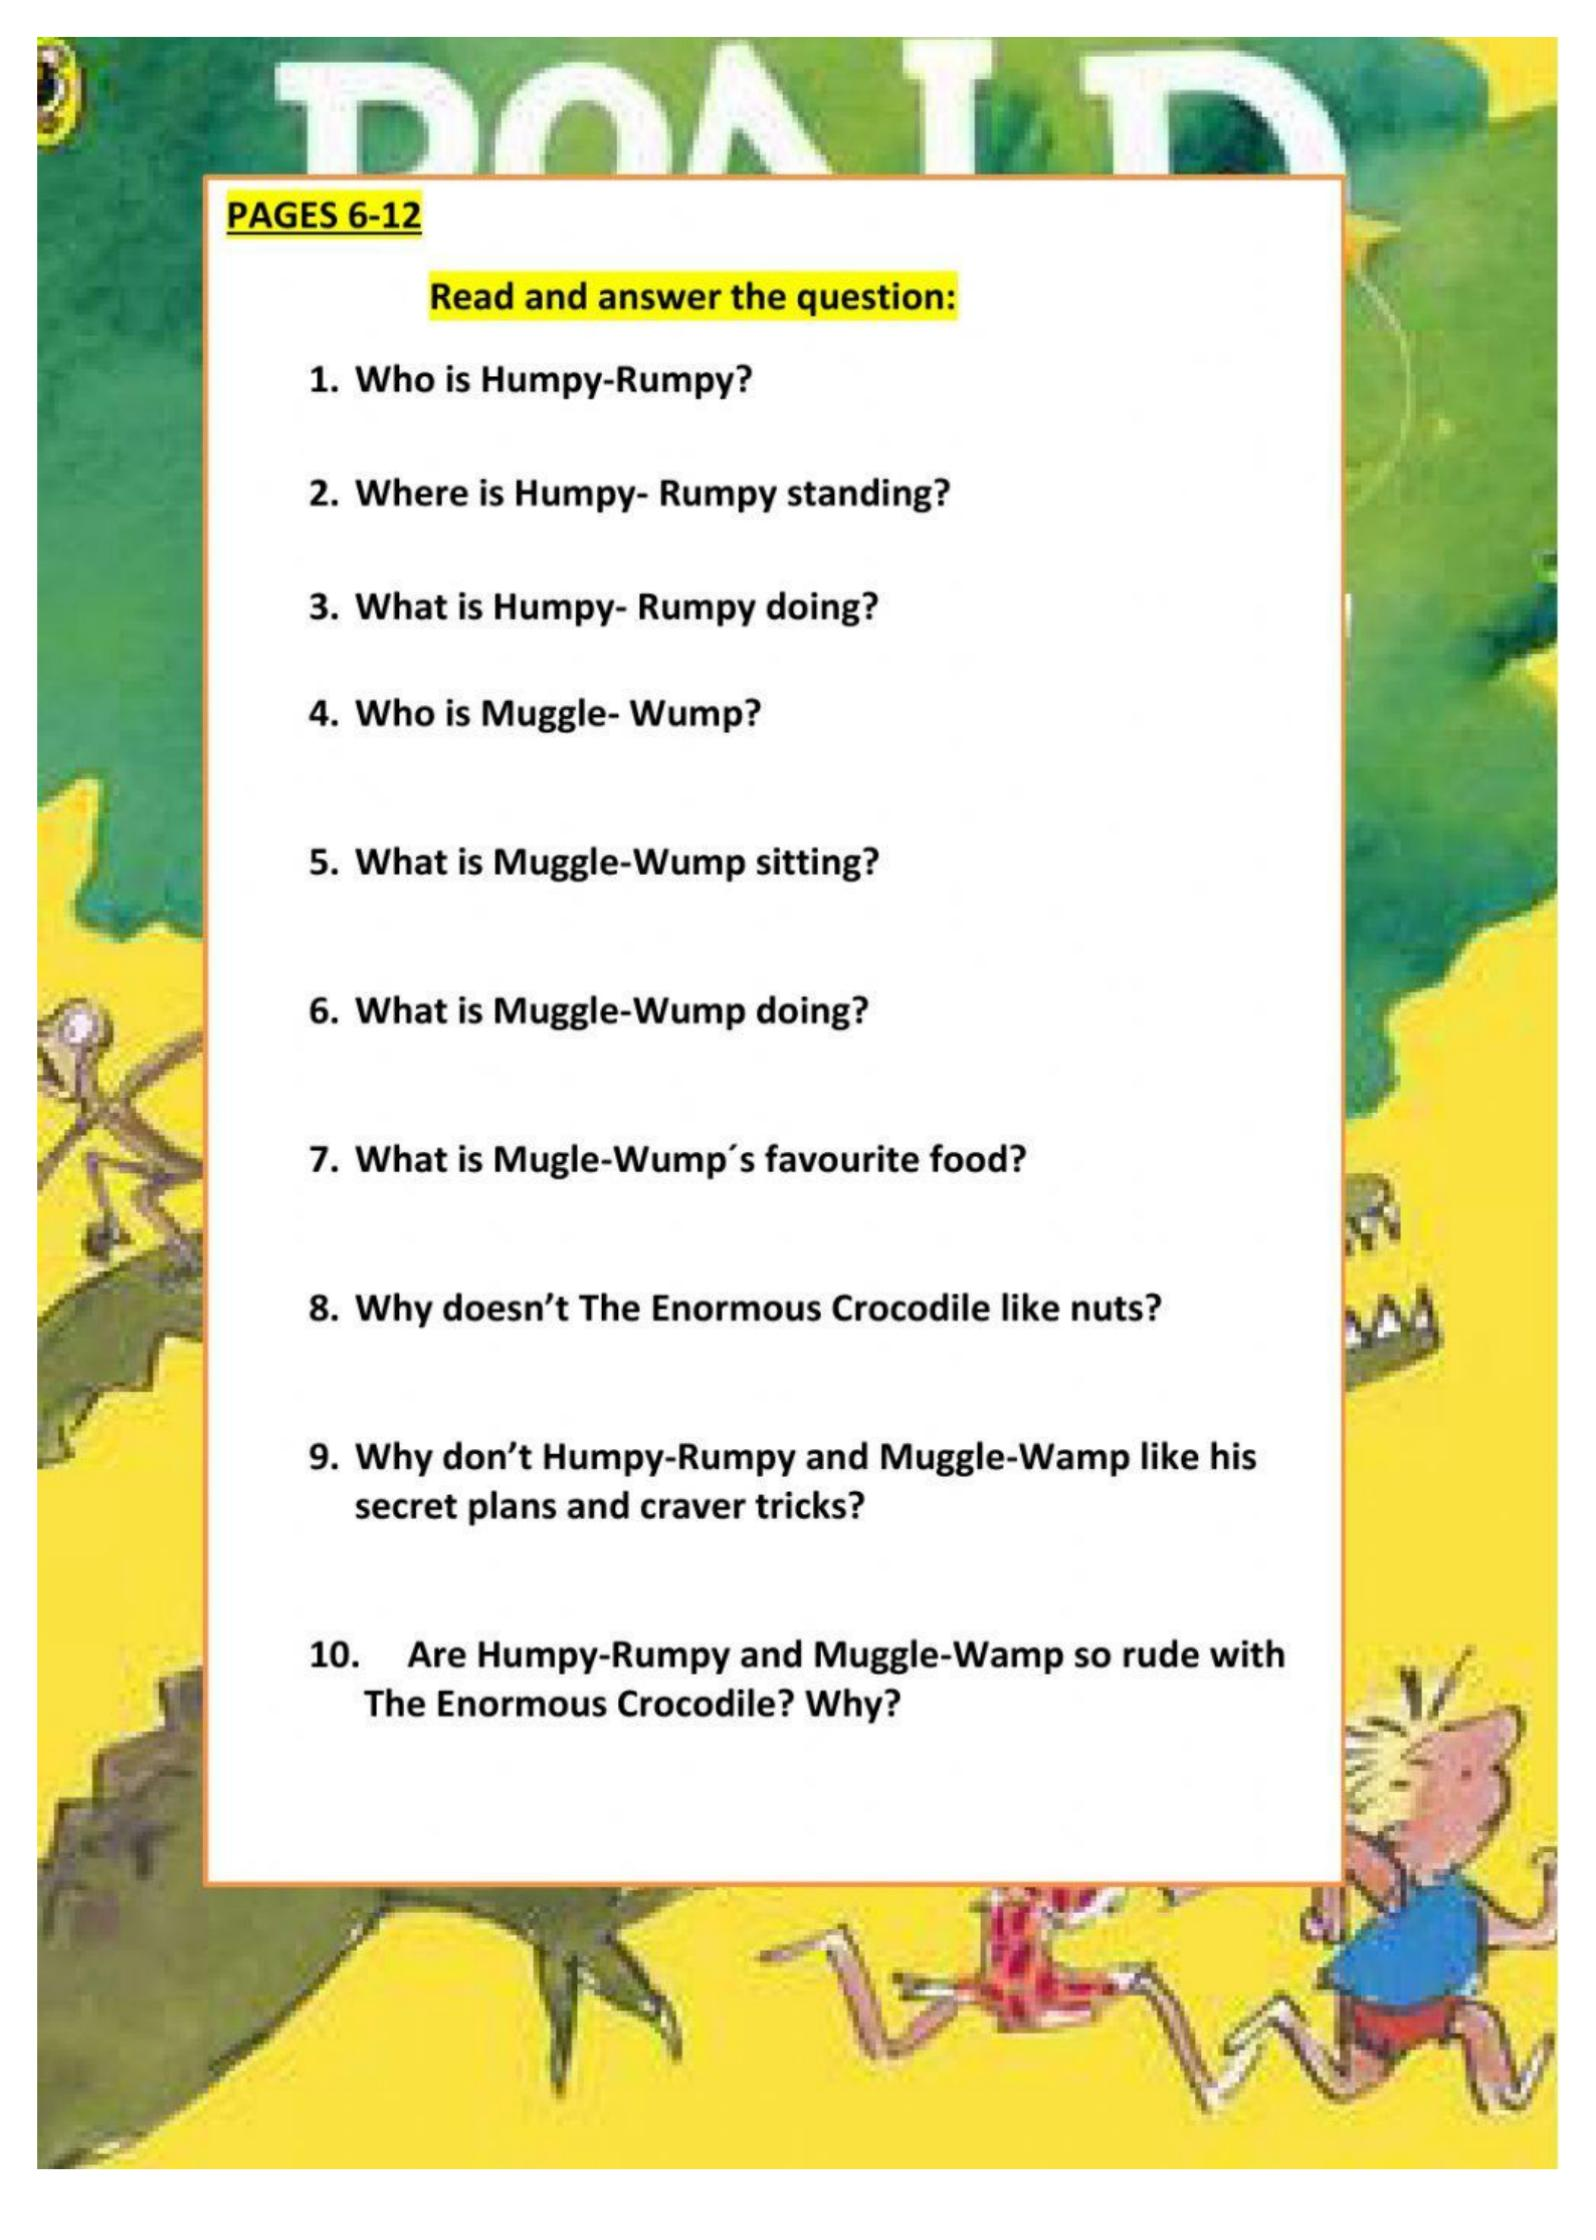 ROALD
PAGES 6-12
Read and answer the question:
1. Who is Humpy-Rumpy?
2. Where is Humpy- Rumpy standing?
3. What is Humpy- Rumpy doing?
4. Who is Muggle- Wump?
5. What is Muggle-Wump sitting?
6. What is Muggle-Wump doing?
7. What is Mugle-Wump´s favourite food?
8. Why doesn’t The Enormous Crocodile like nuts?
9. Why don’t Humpy-Rumpy and Muggle-Wamp like his
secret plans and craver tricks?
10. Are Humpy-Rumpy and Muggle-Wamp so rude with
The Enormous Crocodile? Why?